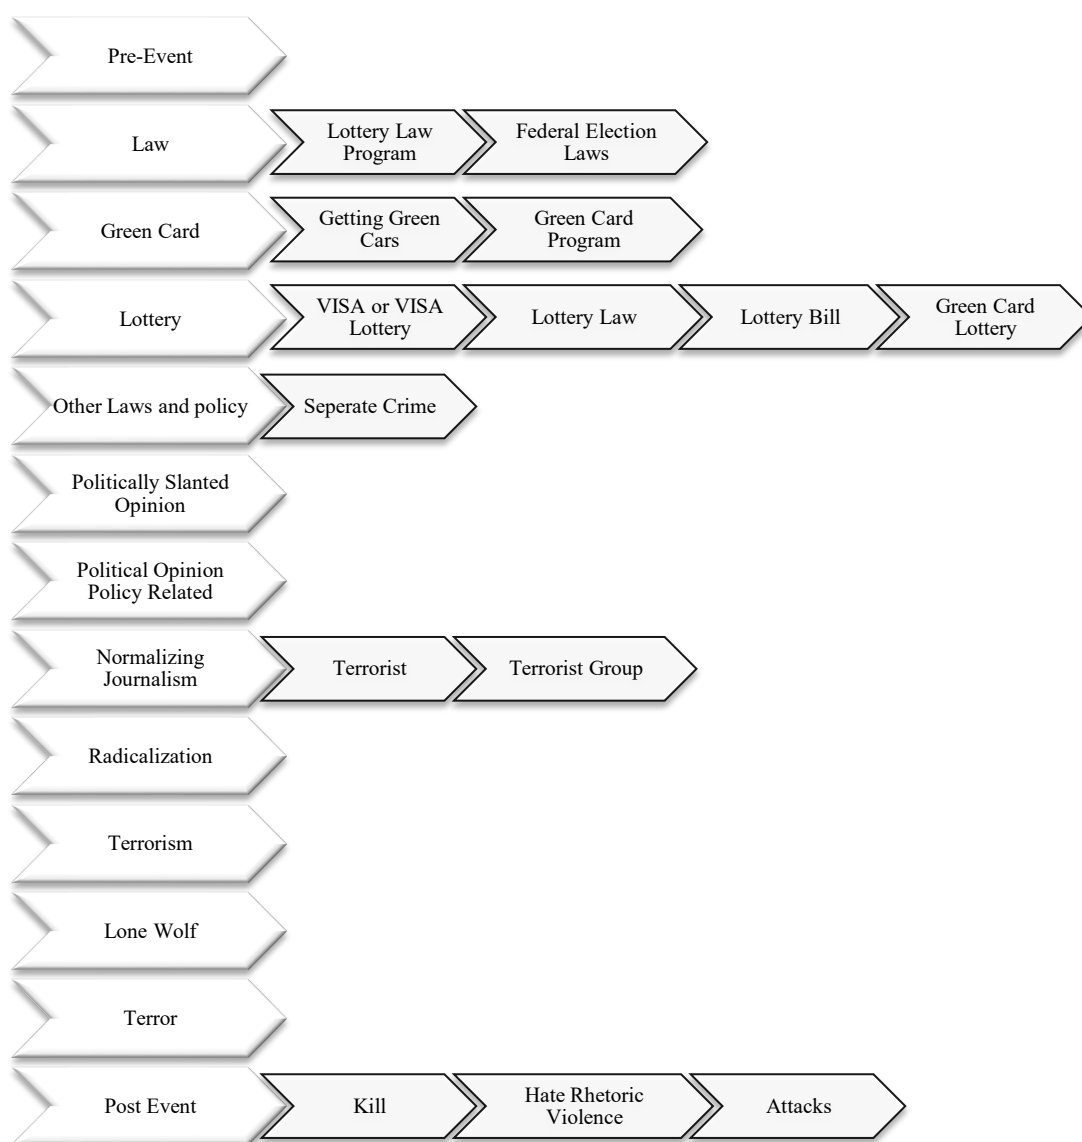 Pre-Event
Law
Lottery Law
Program
Federal Election
Laws
Green Card
Getting Green
Cars
Green Card
Program
Lottery
VISA or VISA
Lottery
Lottery Law
Lottery Bill
Green Card
Lottery
Other Laws and policy
Seperate Crime
Politically Slanted
Opinion
Political Opinion
Policy Related
Normalizing
Journalism
Terrorist
Terrorist Group
Radicalization
Terrorism
Lone Wolf
Terror
Post Event
Kill
Hate Rhetoric
Violence
Attacks